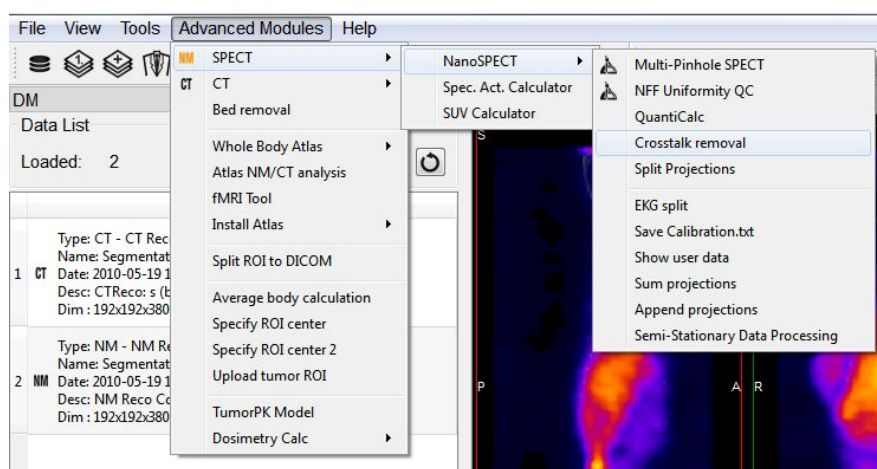 File View Tools Advanced Modules Help
DM
Data List
Loaded: 2
Type: CT - CT Rec
Name: Segmentat
1 CT Date: 2010-05-19 1
Desc: CTReco: s (b
Dim : 192x192x380
Type: NM - NM Re
Name: Segmentat
2 NM Date: 2010-05-19 1
Desc: NM Reco Co
Dim : 192x192x380
NM SPECT
CT CT
Bed removal
Whole Body Atlas
Atlas NM/CT analysis
fMRI Tool
Install Atlas
Split ROI to DICOM
Average body calculation
Specify ROI center
Specify ROI center 2
Upload tumor ROI
TumorPK Model
Dosimetry Calc
NanoSPECT
Spec. Act. Calculator
SUV Calculator
Multi-Pinhole SPECT
NFF Uniformity QC
QuantiCalc
Crosstalk removal
Split Projections
EKG split
Save Calibration.txt
Show user data
Sum projections
Append projections
Semi-Stationary Data Processing
S
P A R